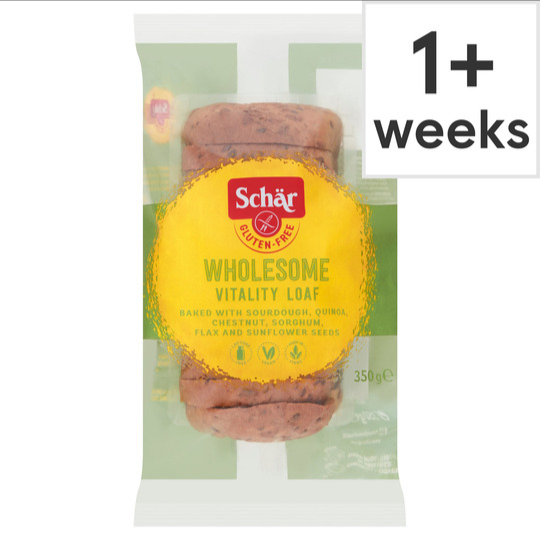 1+
weeks
Schär
GLUTEN-FREE
WHOLESOME
VITALITY LOAF
BAKED WITH SOURDOUGH, QUINOA,
CHESTNUT, SORGHUM,
FLAX AND SUNFLOWER SEEDS
350g℮